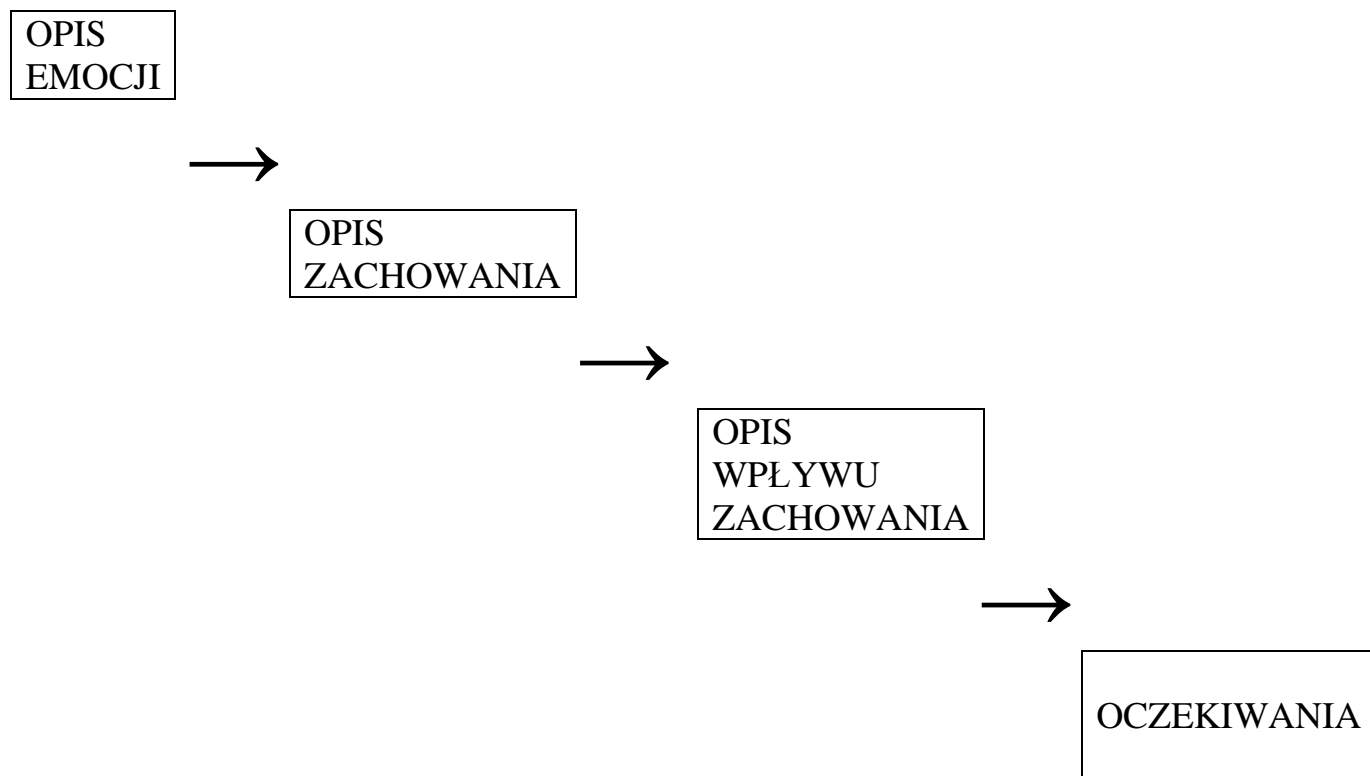 OPIS
EMOCJI
OPIS
ZACHOWANIA
OPIS
WPŁYWU
ZACHOWANIA
OCZEKIWANIA